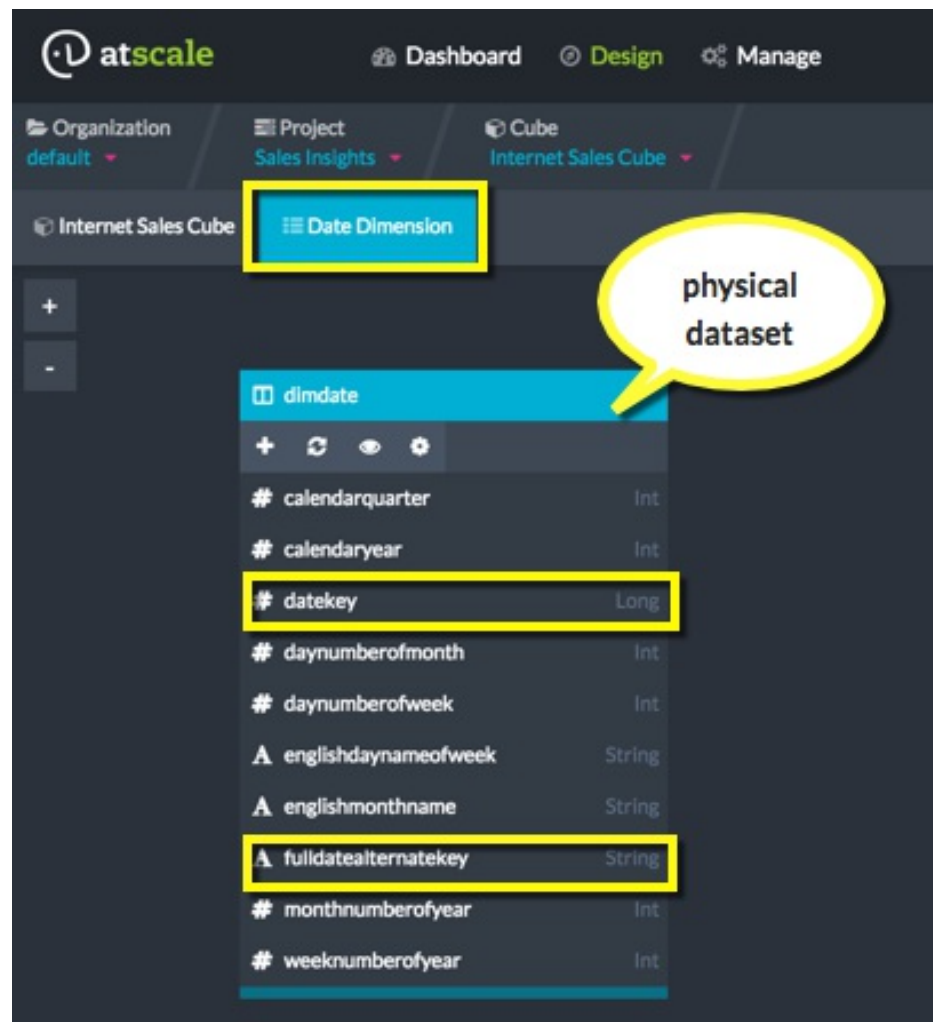 atscale Dashboard Design Manage
Organization Project Cube
default Sales Insights Internet Sales Cube
Internet Sales Cube Date Dimension
physical
dataset
+
-
dimdate
+
# calendarquarter Int
# calendaryear Int
# datekey Long
# daynumberofmonth Int
# daynumberofweek Int
A englishdaynameofweek String
A englishmonthname String
A fulldatealternatekey String
# monthnumberofyear Int
# weeknumberofyear Int